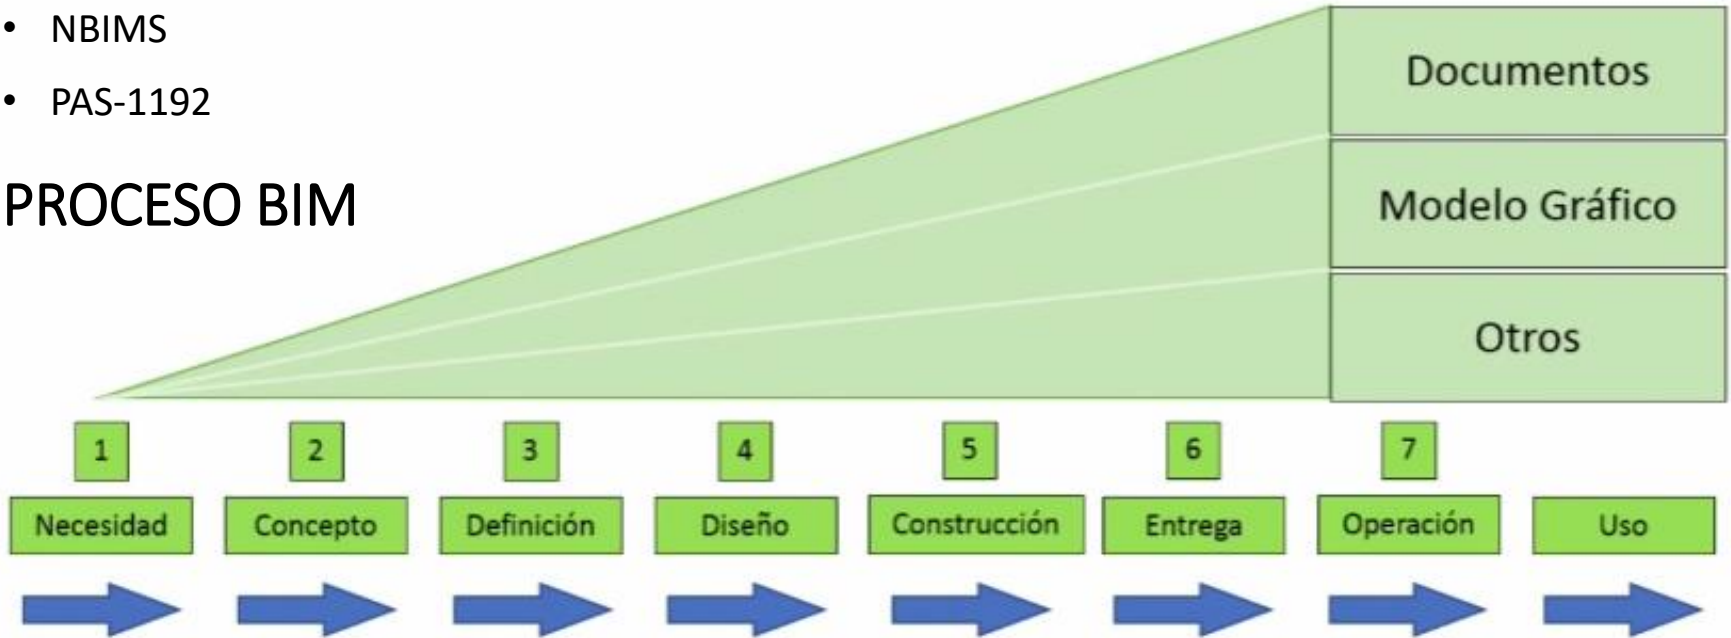 • NBIMS
• PAS-1192
PROCESO BIM
Documentos
Modelo Gráfico
Otros
1 2 3 4 5 6 7
Necesidad Concepto Definición Diseño Construcción Entrega Operación Uso